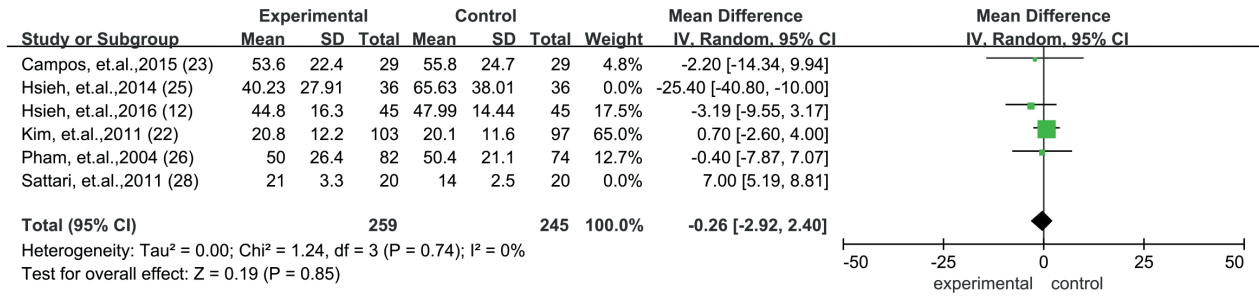 Experimental Control Mean Difference Mean Difference
Study or Subgroup Mean SD Total Mean SD Total Weight IV, Random, 95% CI IV, Random, 95% CI
Campos, et.al.,2015 (23) 53.6 22.4 29 55.8 24.7 29 4.8% -2.20 [-14.34, 9.94]
Hsieh, et.al.,2014 (25) 40.23 27.91 36 65.63 38.01 36 0.0% -25.40 [-40.80, -10.00]
Hsieh, et.al.,2016 (12) 44.8 16.3 45 47.99 14.44 45 17.5% -3.19 [-9.55, 3.17]
Kim, et.al.,2011 (22) 20.8 12.2 103 20.1 11.6 97 65.0% 0.70 [-2.60, 4.00]
Pham, et.al.,2004 (26) 50 26.4 82 50.4 21.1 74 12.7% -0.40 [-7.87, 7.07]
Sattari, et.al.,2011 (28) 21 3.3 20 14 2.5 20 0.0% 7.00 [5.19, 8.81]
Total (95% CI) 259 245 100.0% -0.26 [-2.92, 2.40]
Heterogeneity: Tau² = 0.00; Chi² = 1.24, df = 3 (P = 0.74); I² = 0%
Test for overall effect: Z = 0.19 (P = 0.85)
-50 -25 0 25 50
experimental control